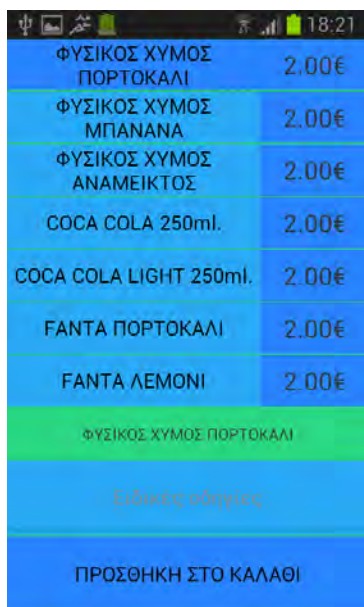 18:21
ΦΥΣΙΚΟΣ ΧΥΜΟΣ
ΠΟΡΤΟΚΑΛΙ
2.00€
ΦΥΣΙΚΟΣ ΧΥΜΟΣ
ΜΠΑΝΑΝΑ
2.00€
ΦΥΣΙΚΟΣ ΧΥΜΟΣ
ΑΝΑΜΕΙΚΤΟΣ
2.00€
COCA COLA 250ml.
2.00€
COCA COLA LIGHT 250ml.
2.00€
FANTA ΠΟΡΤΟΚΑΛΙ
2.00€
FANTA ΛΕΜΟΝΙ
2.00€
ΦΥΣΙΚΟΣ ΧΥΜΟΣ ΠΟΡΤΟΚΑΛΙ
Ειδικές οδηγίες
ΠΡΟΣΘΗΚΗ ΣΤΟ ΚΑΛΑΘΙ